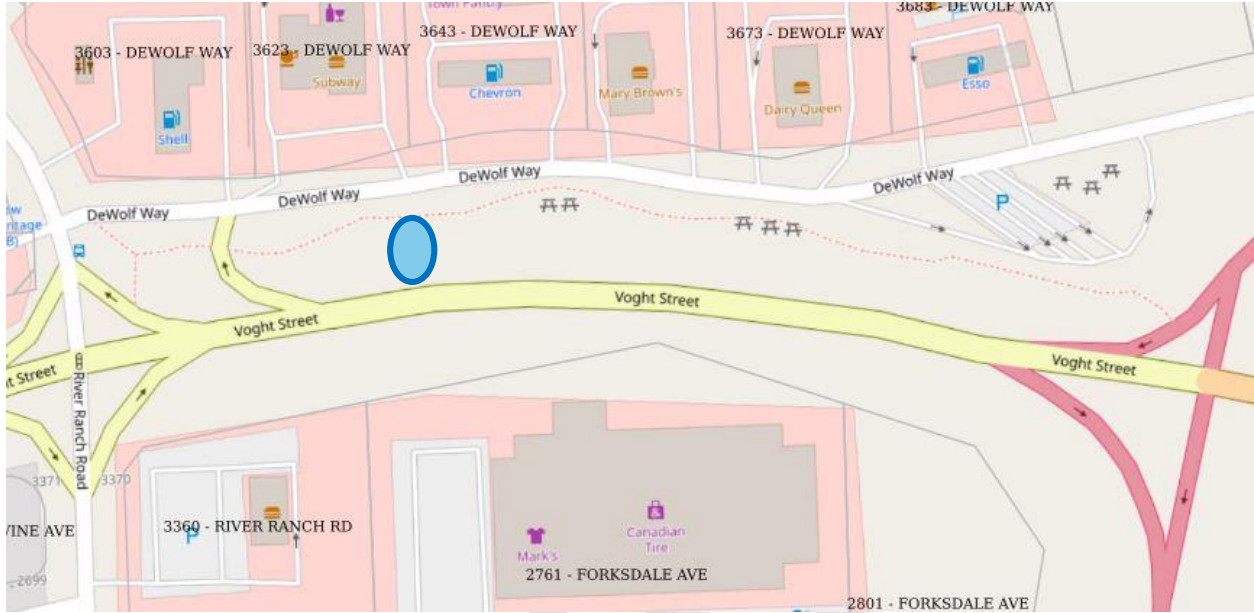 Town Pantry
3683 - DEWOLF WAY
P
3643 - DEWOLF WAY
3673 - DEWOLF WAY
3603 - DEWOLF WAY
3623 - DEWOLF WAY
Subway
Chevron
Mary Brown's
Dairy Queen
Esso
Shell
DeWolf Way
DeWolf Way
DeWolf Way
DeWolf Way
P
B)
Voght Street
Voght Street
Voght Street
Street
River Ranch Road
3371
3370
3360 - RIVER RANCH RD
P
VINE AVE
2699
Mark's
Canadian
Tire
2761 - FORKSDALE AVE
2801 - FORKSDALE AVE